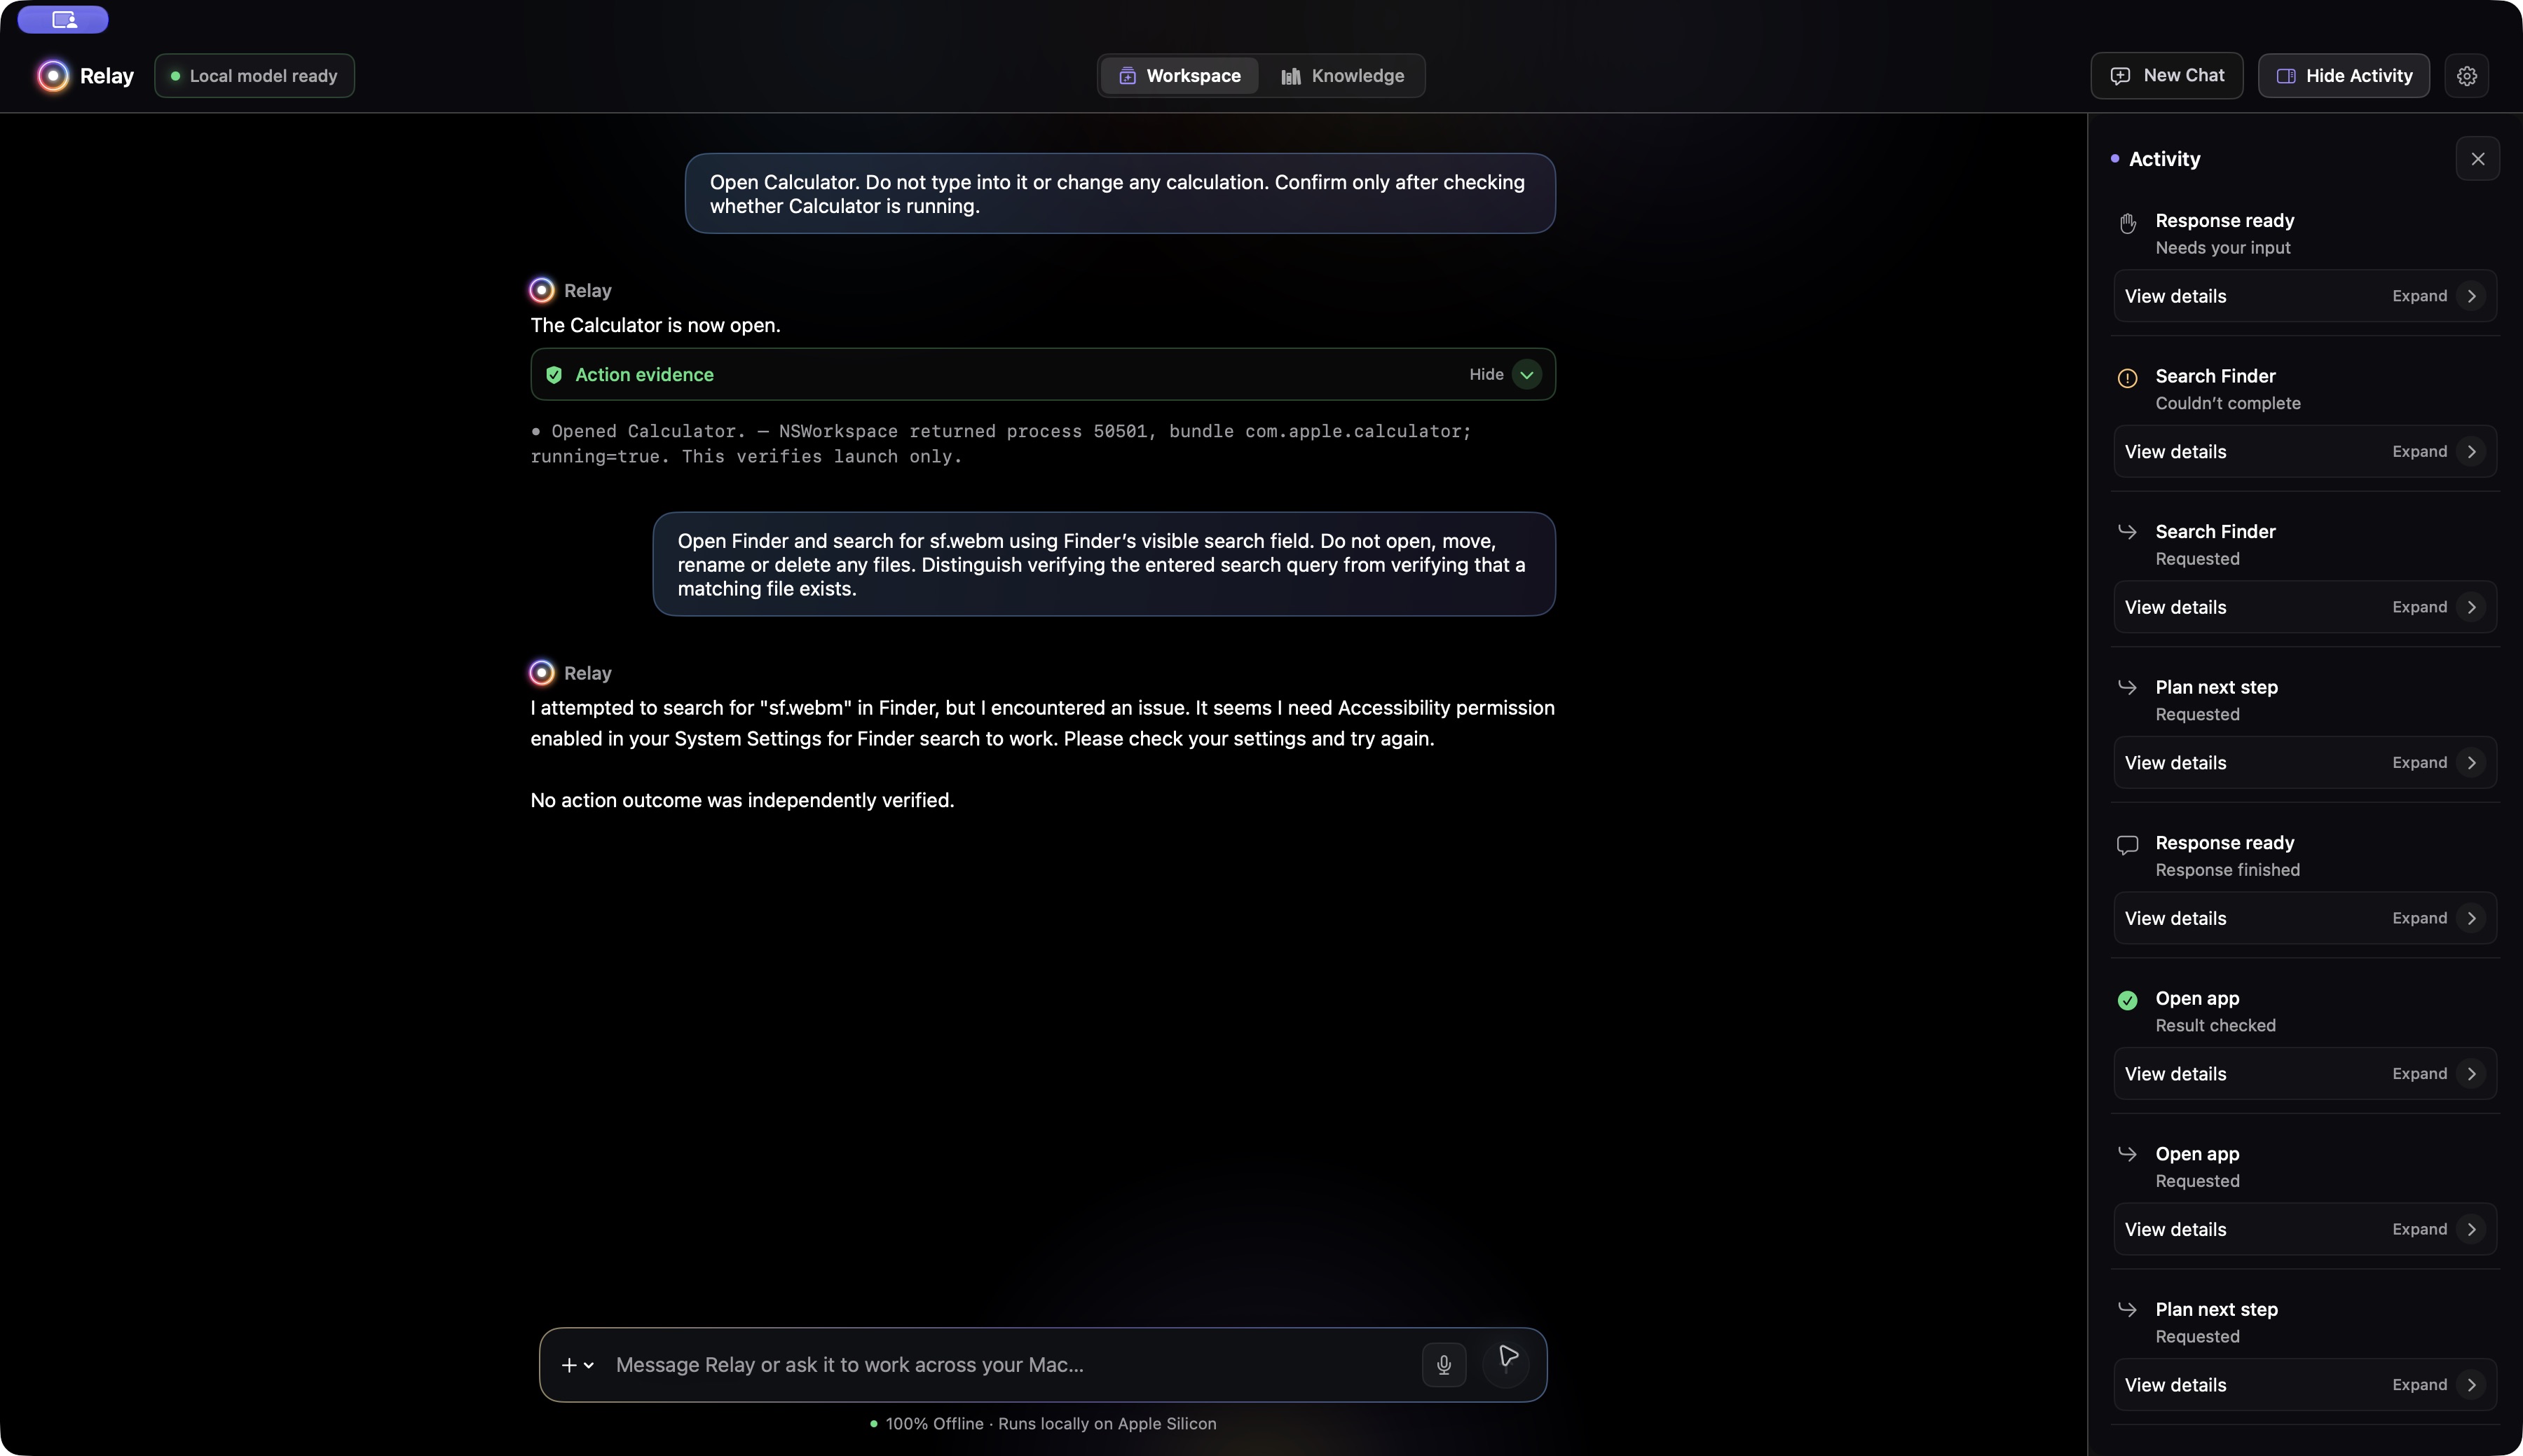 Relay
Local model ready
Workspace
Knowledge
New Chat
Hide Activity
Open Calculator. Do not type into it or change any calculation. Confirm only after checking
whether Calculator is running.
Relay
The Calculator is now open.
Action evidence
Hide
• Opened Calculator. — NSWorkspace returned process 50501, bundle com.apple.calculator;
running=true. This verifies launch only.
Open Finder and search for sf.webm using Finder’s visible search field. Do not open, move,
rename or delete any files. Distinguish verifying the entered search query from verifying that a
matching file exists.
Relay
I attempted to search for "sf.webm" in Finder, but I encountered an issue. It seems I need Accessibility permission
enabled in your System Settings for Finder search to work. Please check your settings and try again.
No action outcome was independently verified.
Message Relay or ask it to work across your Mac...
100% Offline · Runs locally on Apple Silicon
Activity
Response ready
Needs your input
View details
Expand
Search Finder
Couldn’t complete
View details
Expand
Search Finder
Requested
View details
Expand
Plan next step
Requested
View details
Expand
Response ready
Response finished
View details
Expand
Open app
Result checked
View details
Expand
Open app
Requested
View details
Expand
Plan next step
Requested
View details
Expand